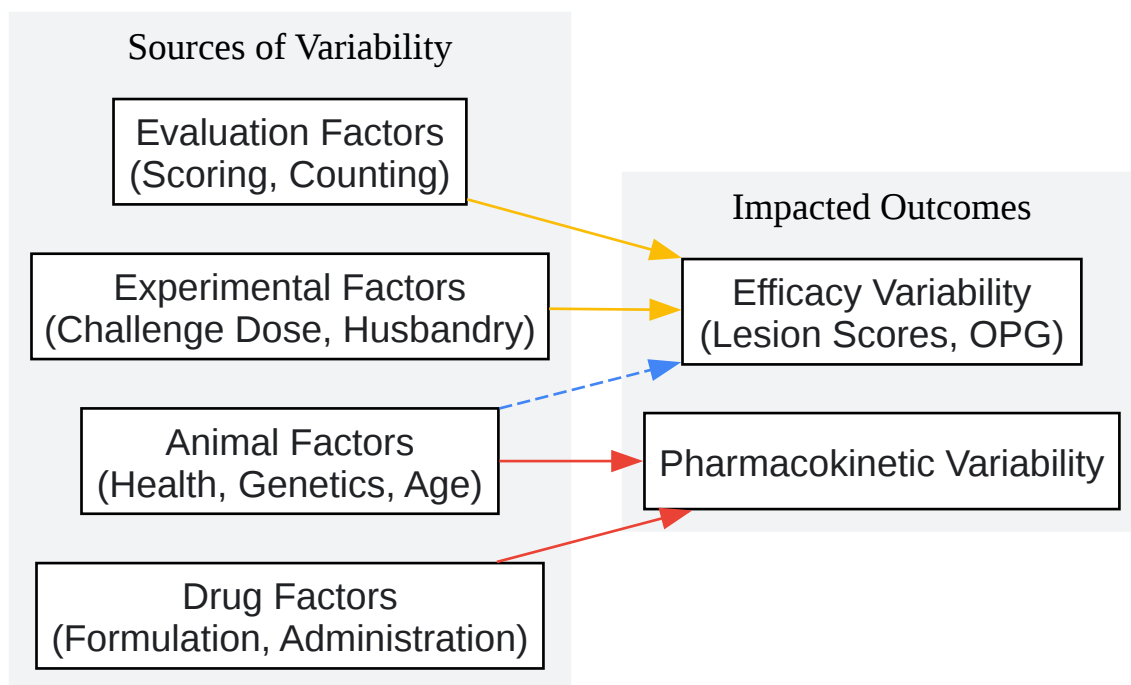 Sources of Variability
Evaluation Factors
(Scoring, Counting)
Experimental Factors
(Challenge Dose, Husbandry)
Animal Factors
(Health, Genetics, Age)
Drug Factors
(Formulation, Administration)
Impacted Outcomes
Efficacy Variability
(Lesion Scores, OPG)
Pharmacokinetic Variability